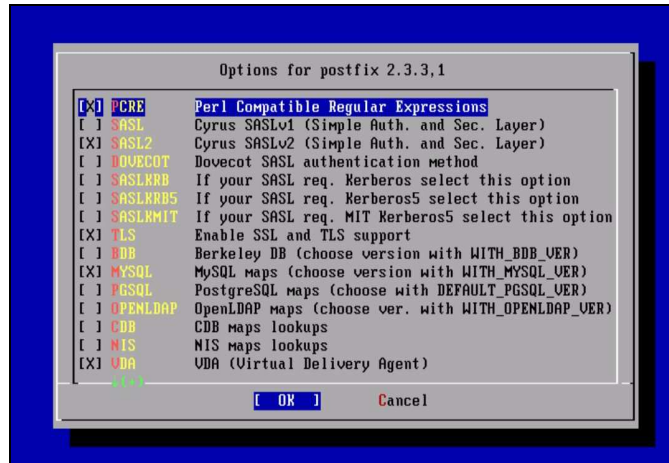 Options for postfix 2.3.3,1
[X] PCRE Perl Compatible Regular Expressions
[ ] SASL Cyrus SASLv1 (Simple Auth. and Sec. Layer)
[X] SASL2 Cyrus SASLv2 (Simple Auth. and Sec. Layer)
[ ] DOVECOT Dovecot SASL authentication method
[ ] SASLKRB If your SASL req. Kerberos select this option
[ ] SASLKRB5 If your SASL req. Kerberos5 select this option
[ ] SASLKMIT If your SASL req. MIT Kerberos5 select this option
[X] TLS Enable SSL and TLS support
[ ] BDB Berkeley DB (choose version with WITH_BDB_VER)
[X] MYSQL MySQL maps (choose version with WITH_MYSQL_VER)
[ ] PGSQL PostgreSQL maps (choose with DEFAULT_PGSQL_VER)
[ ] OPENLDAP OpenLDAP maps (choose ver. with WITH_OPENLDAP_VER)
[ ] CDB CDB maps lookups
[ ] NIS NIS maps lookups
[X] VDA VDA (Virtual Delivery Agent)
↓(+)
[ OK ] Cancel